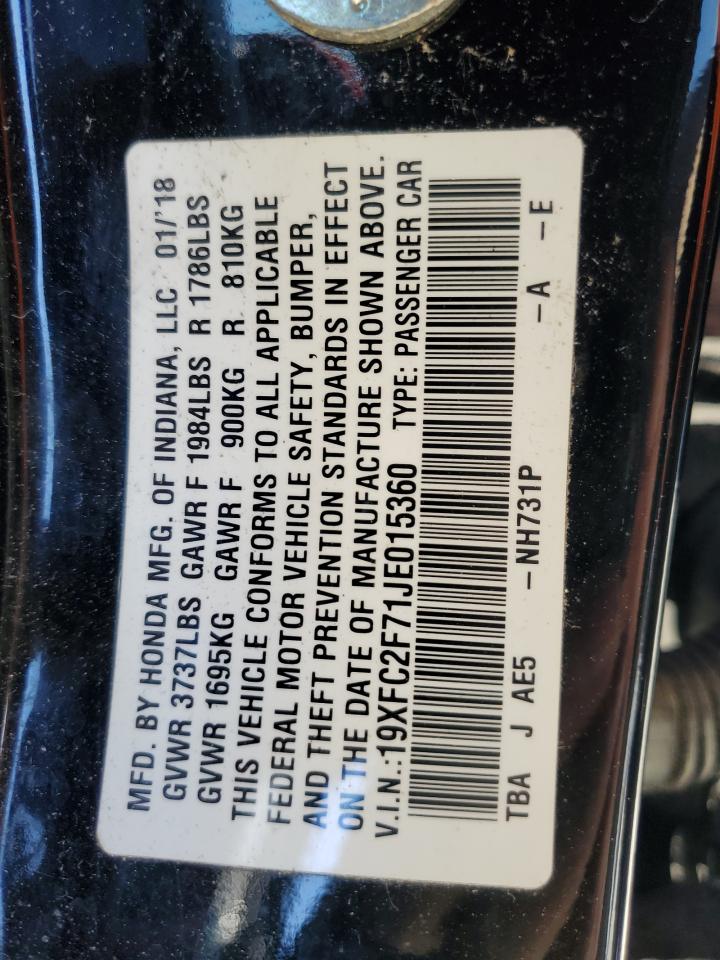 MFD. BY HONDA MFG. OF INDIANA, LLC 01/'18
GVWR 3737LBS GAWR F 1984LBS R 1786LBS
GVWR 1695KG GAWR F 900KG R 810KG
THIS VEHICLE CONFORMS TO ALL APPLICABLE
FEDERAL MOTOR VEHICLE SAFETY, BUMPER,
AND THEFT PREVENTION STANDARDS IN EFFECT
ON THE DATE OF MANUFACTURE SHOWN ABOVE.
V.I.N.:19XFC2F71JE015360 TYPE: PASSENGER CAR
TBA J AE5 –NH731P –A –E